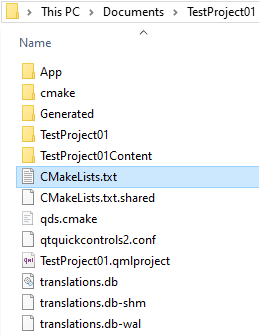 This PC > Documents > TestProject01
Name
App
cmake
Generated
TestProject01
TestProject01Content
CMakeLists.txt
CMakeLists.txt.shared
qds.cmake
qtquickcontrols2.conf
TestProject01.qmlproject
translations.db
translations.db-shm
translations.db-wal